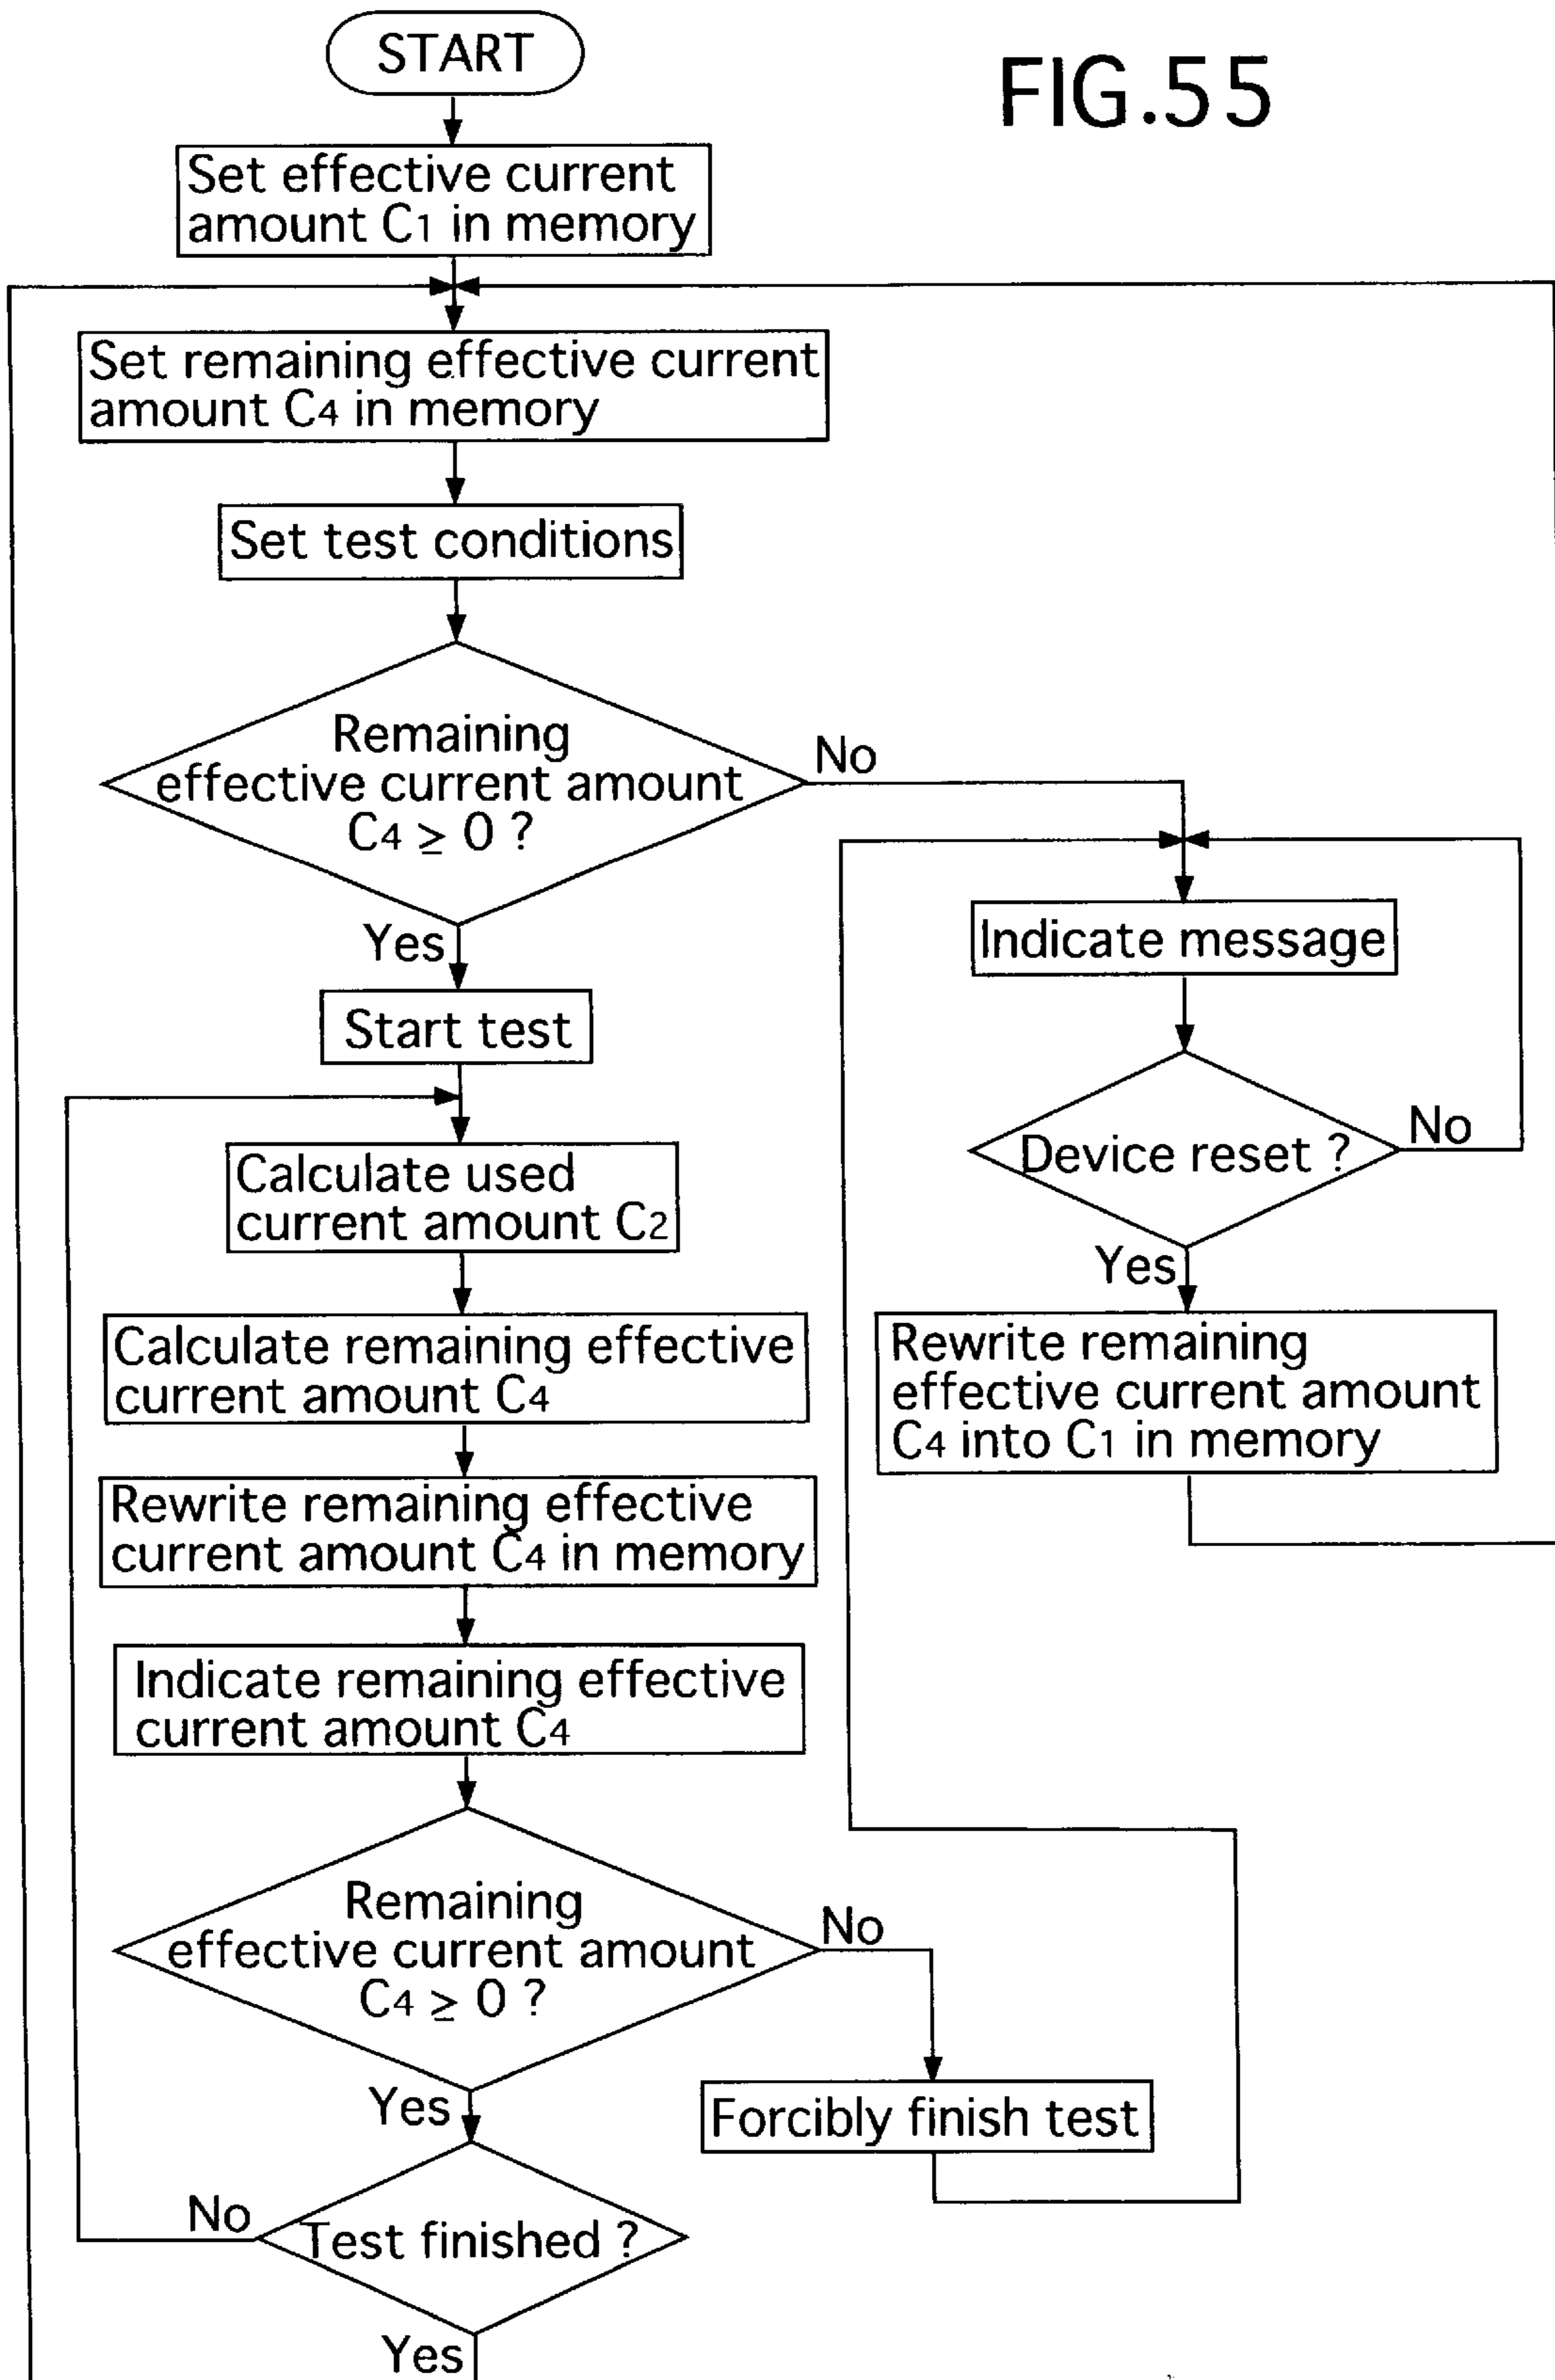 START
FIG.55
Set effective current
amount C1 in memory
Set remaining effective current
amount C4 in memory
Set test conditions
Remaining
effective current amount
C4 ≥ 0 ?
No
Yes
Indicate message
Start test
Device reset ?
No
Yes
Calculate used
current amount C2
Calculate remaining effective
current amount C4
Rewrite remaining
effective current amount
C4 into C1 in memory
Rewrite remaining effective
current amount C4 in memory
Indicate remaining effective
current amount C4
Remaining
effective current amount
C4 ≥ 0 ?
No
Yes
Forcibly finish test
No
Test finished ?
Yes